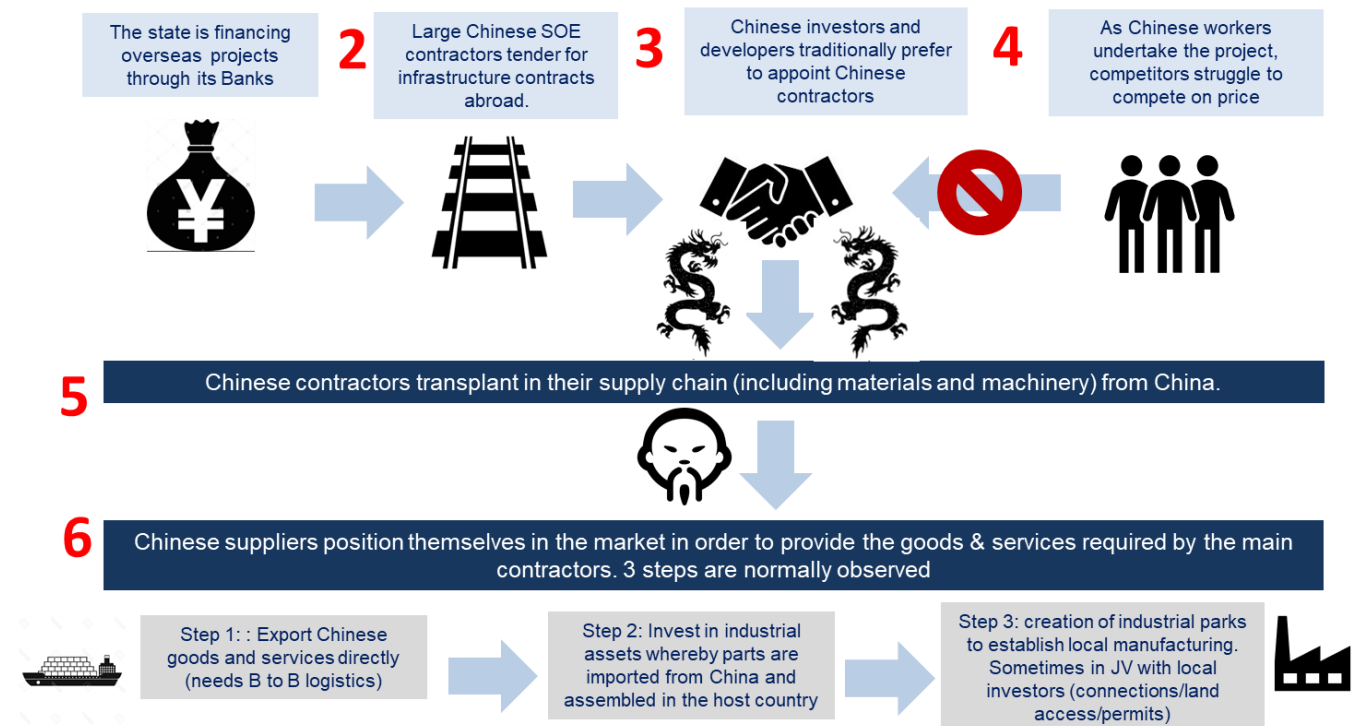 The state is financing
overseas projects
through its Banks
2
Large Chinese SOE
contractors tender for
infrastructure contracts
abroad.
3
Chinese investors and
developers traditionally prefer
to appoint Chinese
contractors
4
As Chinese workers
undertake the project,
competitors struggle to
compete on price
¥
5
Chinese contractors transplant in their supply chain (including materials and machinery) from China.
6
Chinese suppliers position themselves in the market in order to provide the goods & services required by the main
contractors. 3 steps are normally observed
Step 1: : Export Chinese
goods and services directly
(needs B to B logistics)
Step 2: Invest in industrial
assets whereby parts are
imported from China and
assembled in the host country
Step 3: creation of industrial parks
to establish local manufacturing.
Sometimes in JV with local
investors (connections/land
access/permits)